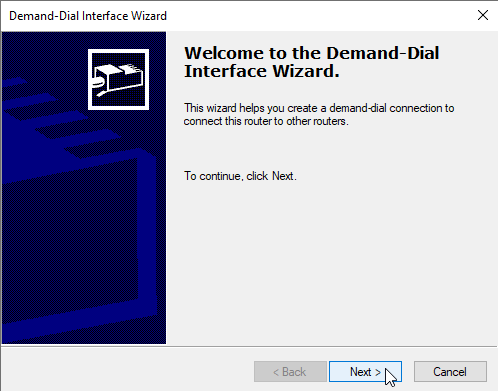 Demand-Dial Interface Wizard
Welcome to the Demand-Dial
Interface Wizard.
This wizard helps you create a demand-dial connection to
connect this router to other routers.
To continue, click Next.
< Back
Next >
Cancel